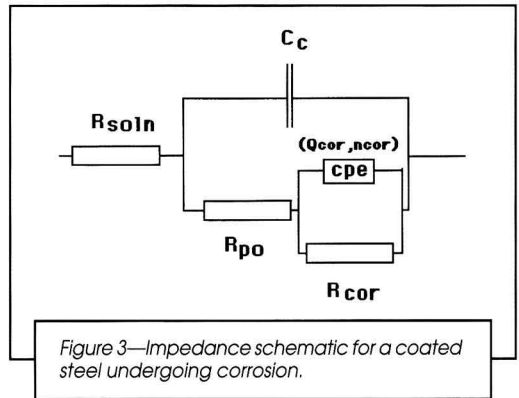 Cc
Rsoln
(Qcor,ncor)
cpe
Rpo
Rcor
Figure 3—Impedance schematic for a coated
steel undergoing corrosion.